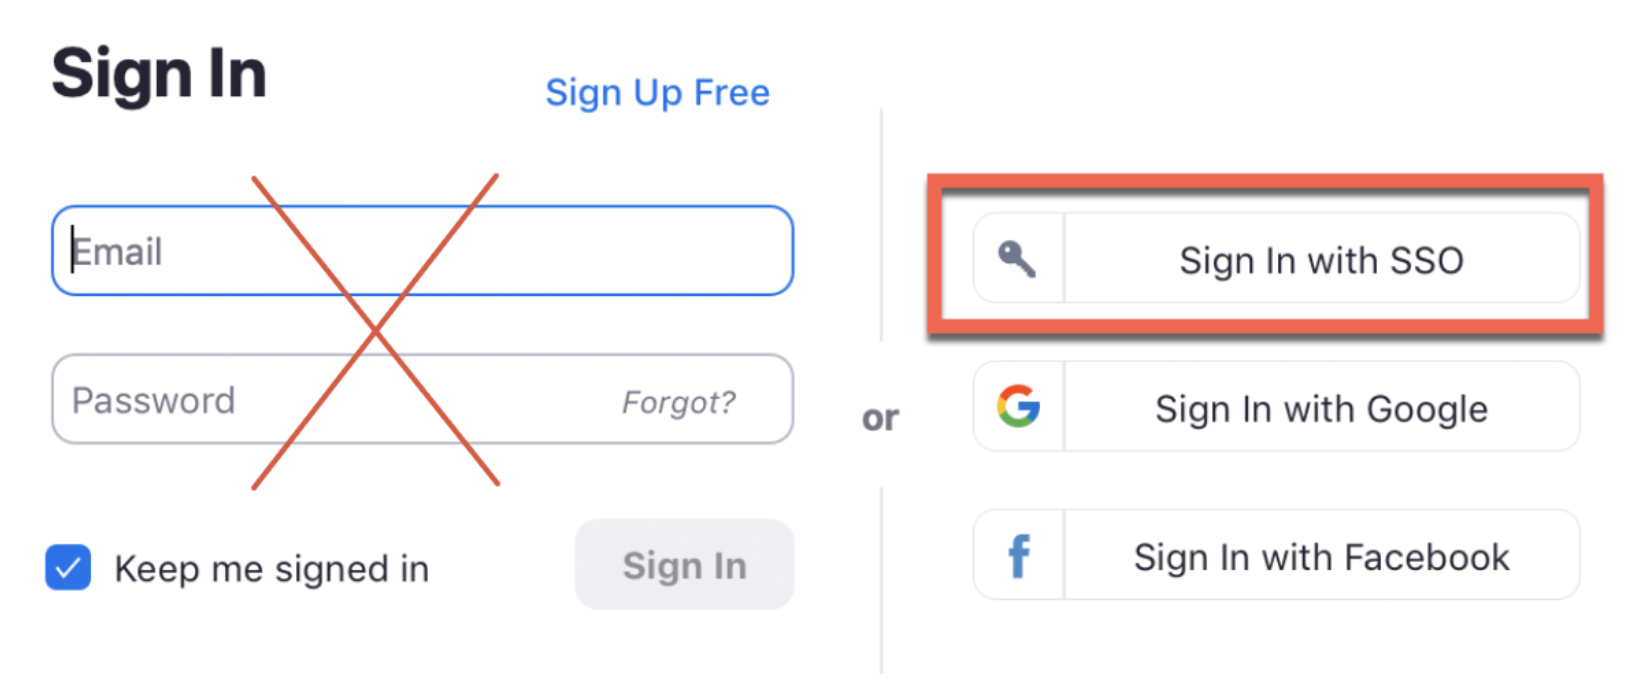 Sign In
Sign Up Free
Email
Password
Forgot?
Keep me signed in
Sign In
or
Sign In with SSO
Sign In with Google
Sign In with Facebook